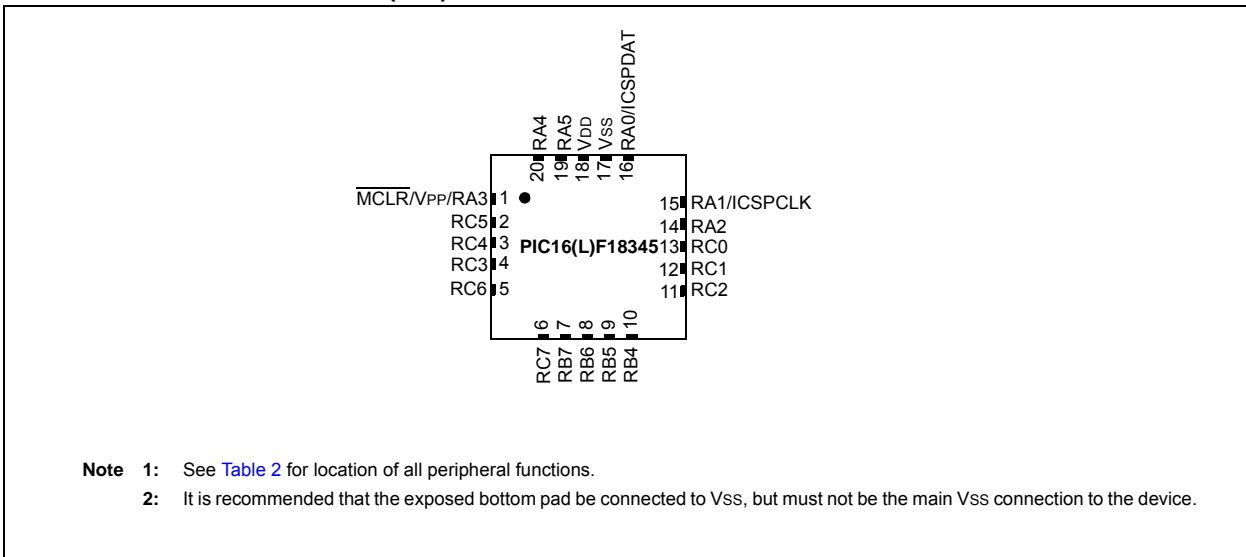 20 RA4
19 RA5
18 VDD
17 VSS
16 RA0/ICSPDAT
MCLR/VPP/RA3 1
RC5 2
RC4 3
RC3 4
RC6 5
PIC16(L)F18345
15 RA1/ICSPCLK
14 RA2
13 RC0
12 RC1
11 RC2
6 RC7
7 RB7
8 RB6
9 RB5
10 RB4
Note 1: See Table 2 for location of all peripheral functions.
2: It is recommended that the exposed bottom pad be connected to VSS, but must not be the main VSS connection to the device.